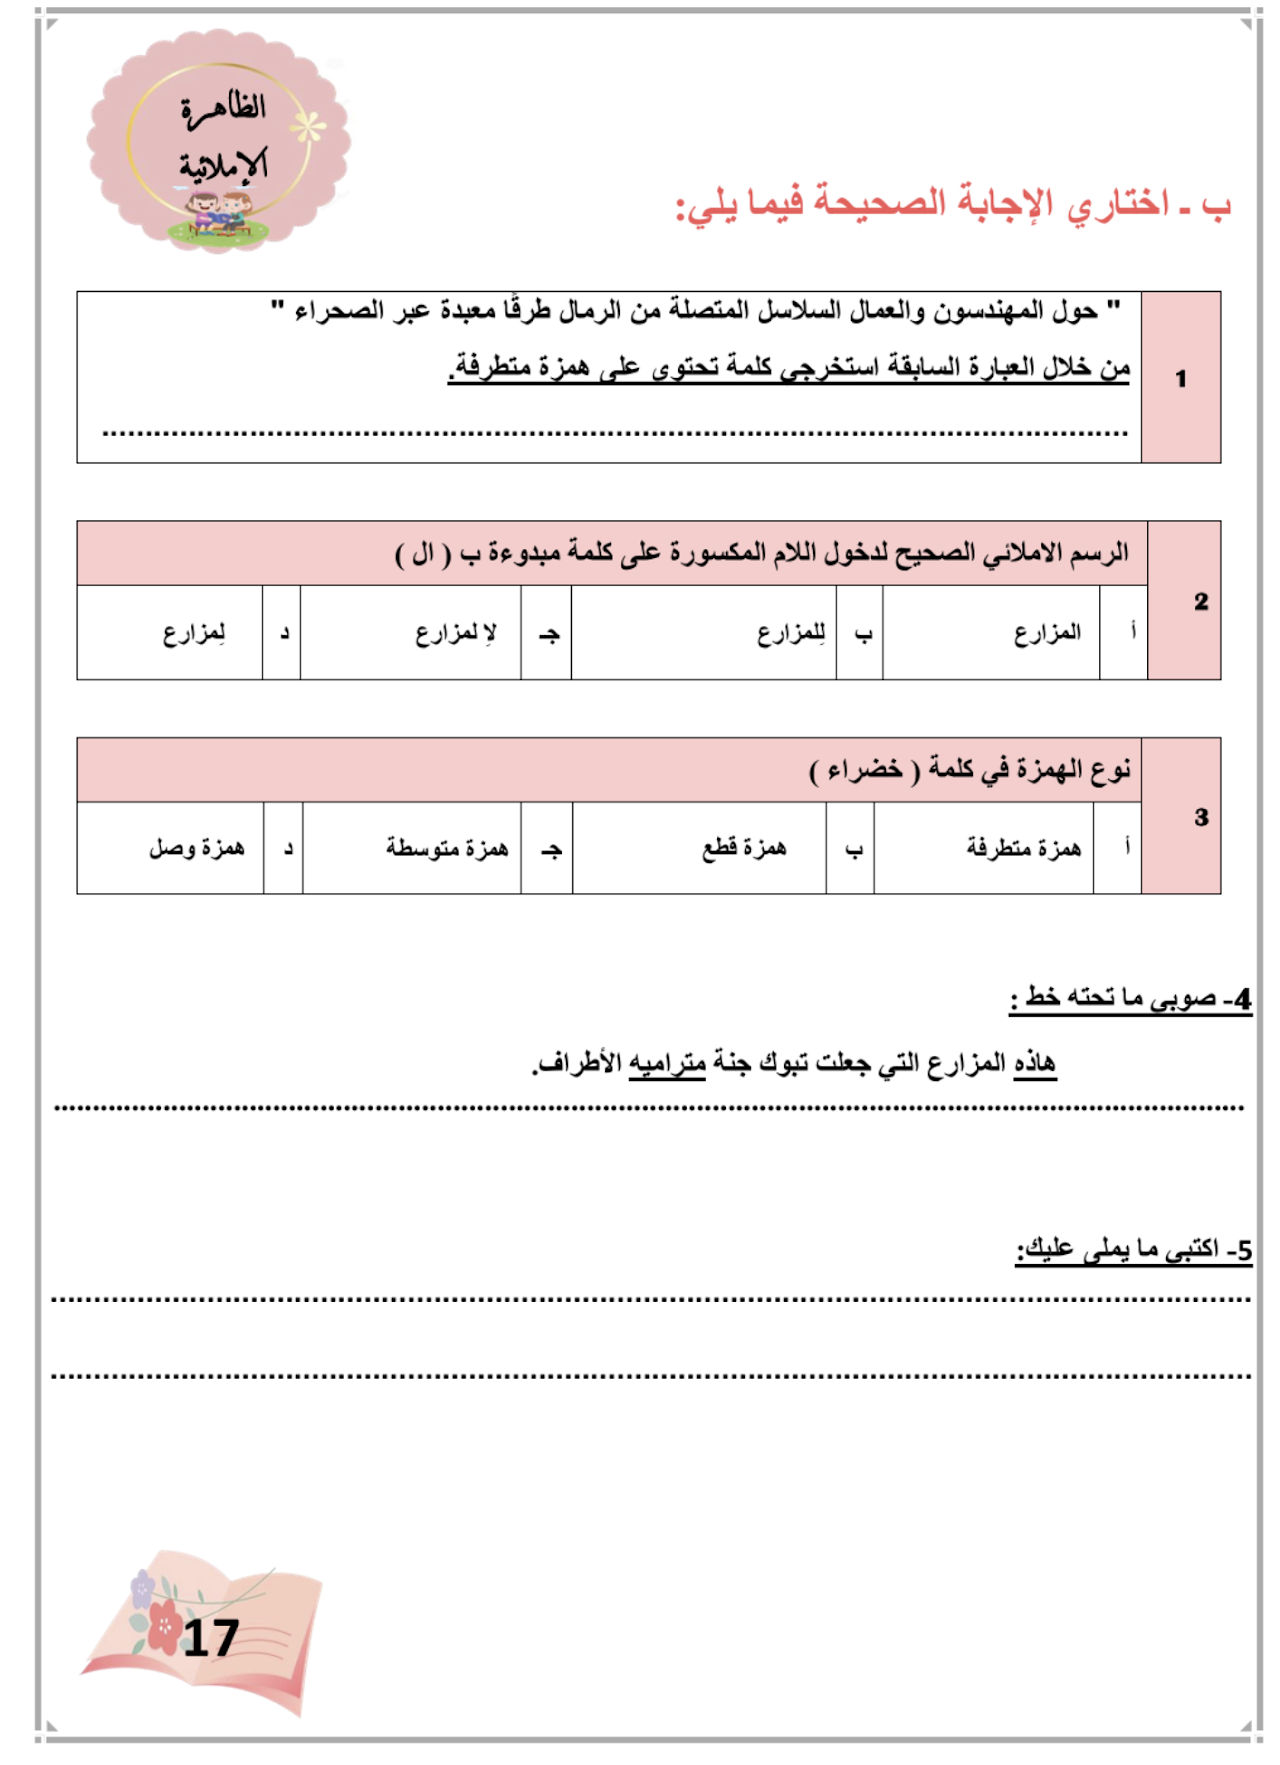 الظاهرة
الإملائية
ب ـ اختاري الإجابة الصحيحة فيما يلي:
1
" حول المهندسون والعمال السلاسل المتصلة من الرمال طرقًا معبدة عبر الصحراء "
من خلال العبارة السابقة استخرجي كلمة تحتوي على همزة متطرفة.
2
الرسم الاملائي الصحيح لدخول اللام المكسورة على كلمة مبدوءة ب ( ال )
أ المزارع ب لِلمزارع جـ لِا لمزارع د لِمزارع
3
نوع الهمزة في كلمة ( خضراء )
أ همزة متطرفة ب همزة قطع جـ همزة متوسطة د همزة وصل
4- صوبي ما تحته خط :
هاذه المزارع التي جعلت تبوك جنة متراميه الأطراف.
5- اكتبي ما يملى عليك:
17